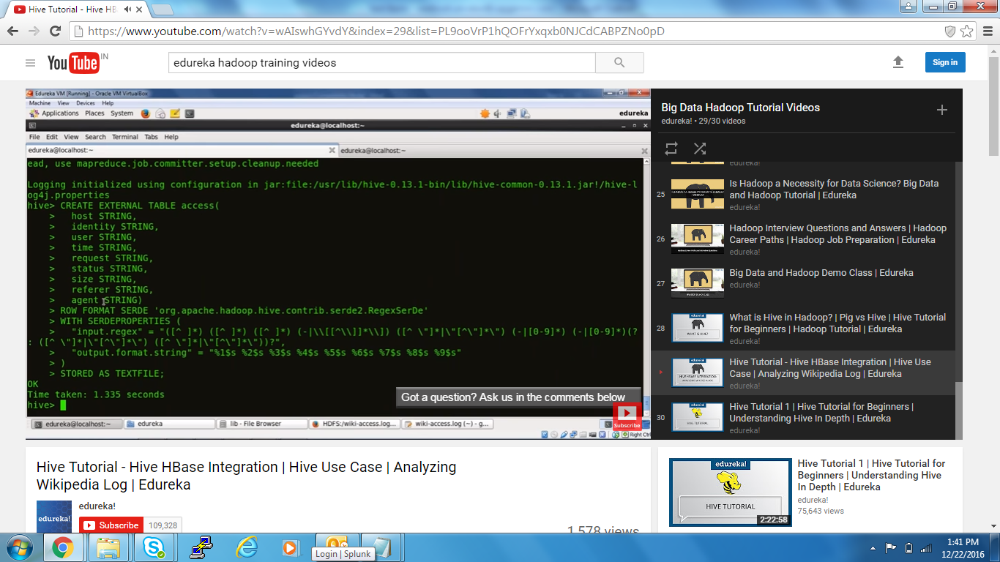 Hive Tutorial - Hive HB
https://www.youtube.com/watch?v=wAIswhGYvdY&index=29&list=PL9ooVrP1hQOFrYxqxb0NJCdCABPZNo0pD
YouTube IN
edureka hadoop training videos
Sign in
Edureka VM [Running] - Oracle VM VirtualBox
Machine View Devices Help
Applications Places System
edureka
edureka@localhost:~
File Edit View Search Terminal Tabs Help
edureka@localhost:~
edureka@localhost:~
ead, use mapreduce.job.committer.setup.cleanup.needed
Logging initialized using configuration in jar:file:/usr/lib/hive-0.13.1-bin/lib/hive-common-0.13.1.jar!/hive-l
og4j.properties
hive> CREATE EXTERNAL TABLE access(
> host STRING,
> identity STRING,
> user STRING,
> time STRING,
> request STRING,
> status STRING,
> size STRING,
> referer STRING,
> agent STRING)
> ROW FORMAT SERDE 'org.apache.hadoop.hive.contrib.serde2.RegexSerDe'
> WITH SERDEPROPERTIES (
> "input.regex" = "([^ ]*) ([^ ]*) ([^ ]*) (-|\\[[^\\]]*\\]) ([^ \"]*|\"[^\"]*\") (-|[0-9]*) (-|[0-9]*)(?
: ([^ \"]*|\"[^\"]*\") ([^ \"]*|\"[^\"]*\"))?",
> "output.format.string" = "%1$s %2$s %3$s %4$s %5$s %6$s %7$s %8$s %9$s"
> )
> STORED AS TEXTFILE;
OK
Time taken: 1.335 seconds
hive>
Got a question? Ask us in the comments below
Subscribe
edureka@localhost:~
edureka
lib - File Browser
HDFS:/wiki-access.log...
wiki-access.log (~) - g...
Right Ctrl
Big Data Hadoop Tutorial Videos
edureka! • 29/30 videos
edureka!
25
Is Hadoop a Necessity for Data Science? Big Data
and Hadoop Tutorial | Edureka
edureka!
26
Hadoop Interview Questions and Answers | Hadoop
Career Paths | Hadoop Job Preparation | Edureka
edureka!
27
Big Data and Hadoop Demo Class | Edureka
edureka!
28
What is Hive in Hadoop? | Pig vs Hive | Hive Tutorial
for Beginners | Hadoop Tutorial | Edureka
edureka!
Hive Tutorial - Hive HBase Integration | Hive Use
Case | Analyzing Wikipedia Log | Edureka
edureka!
30
Hive Tutorial 1 | Hive Tutorial for Beginners |
Understanding Hive In Depth | Edureka
edureka!
Hive Tutorial - Hive HBase Integration | Hive Use Case | Analyzing
Wikipedia Log | Edureka
edureka!
edureka!
Subscribe
109,328
1,578 views
edureka!
HIVE TUTORIAL
2:22:58
Hive Tutorial 1 | Hive Tutorial for
Beginners | Understanding Hive
In Depth | Edureka
edureka!
75,643 views
Login | Splunk
1:41 PM
12/22/2016